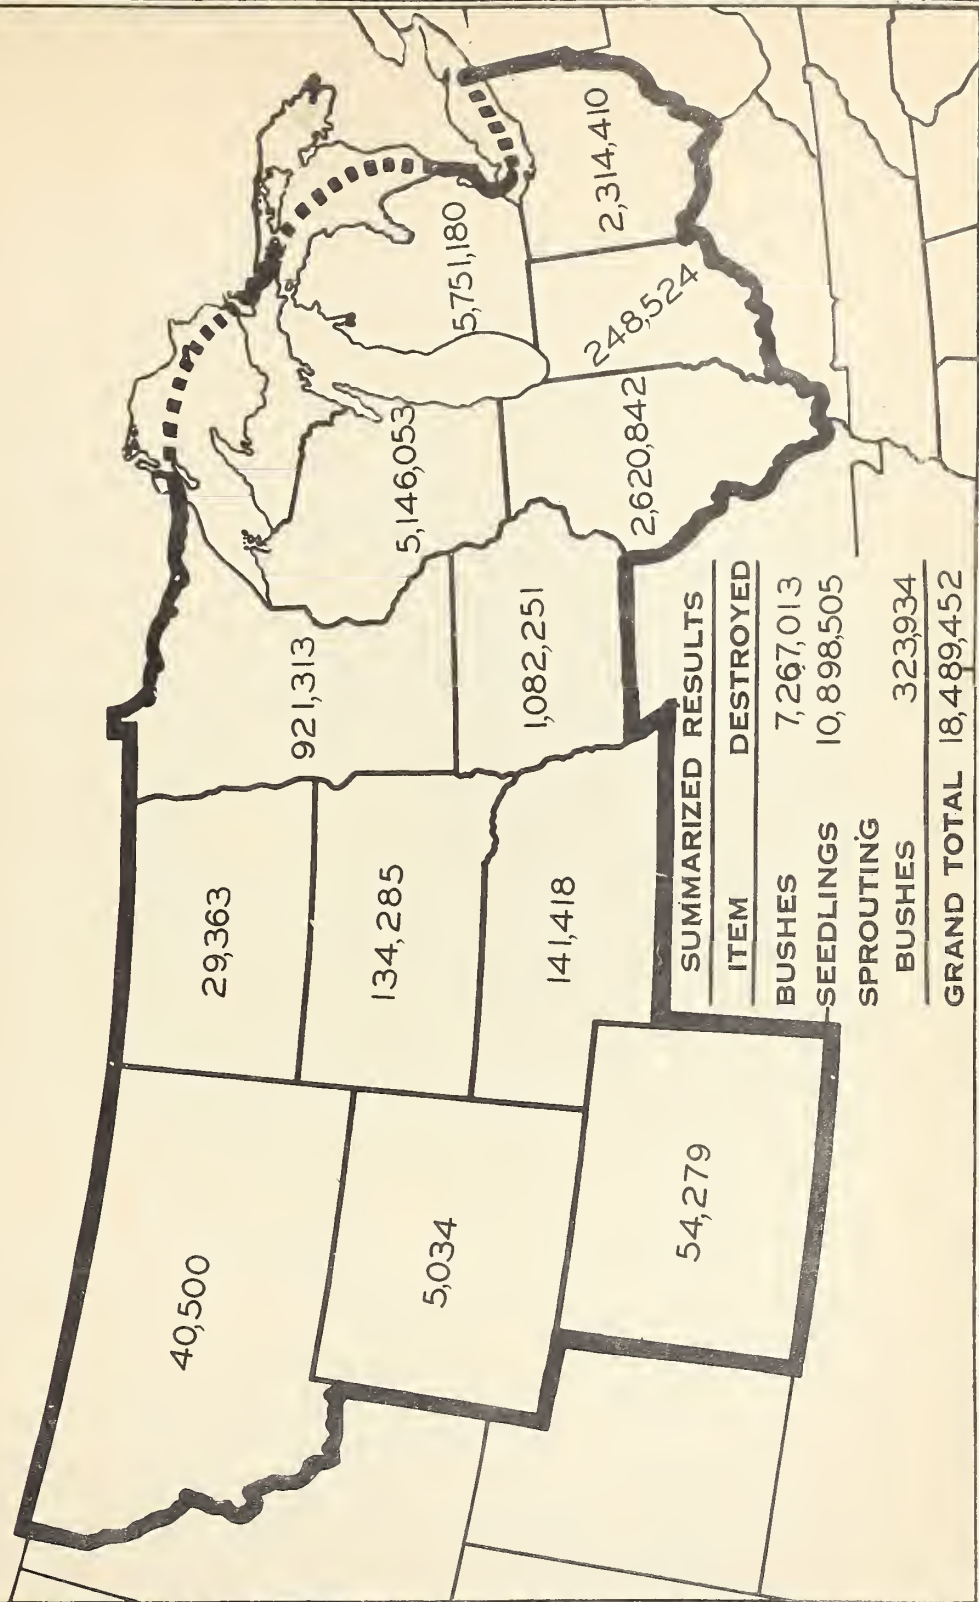 40,500
29,363
921,313
5,034
134,285
5,146,053
5,751,180
141,418
1,082,251
54,279
2,620,842
248,524
2,314,410
SUMMARIZED RESULTS
ITEM DESTROYED
BUSHES 7,267,013
SEEDLINGS 10,898,505
SPROUTING
BUSHES 323,934
GRAND TOTAL 18,489,452